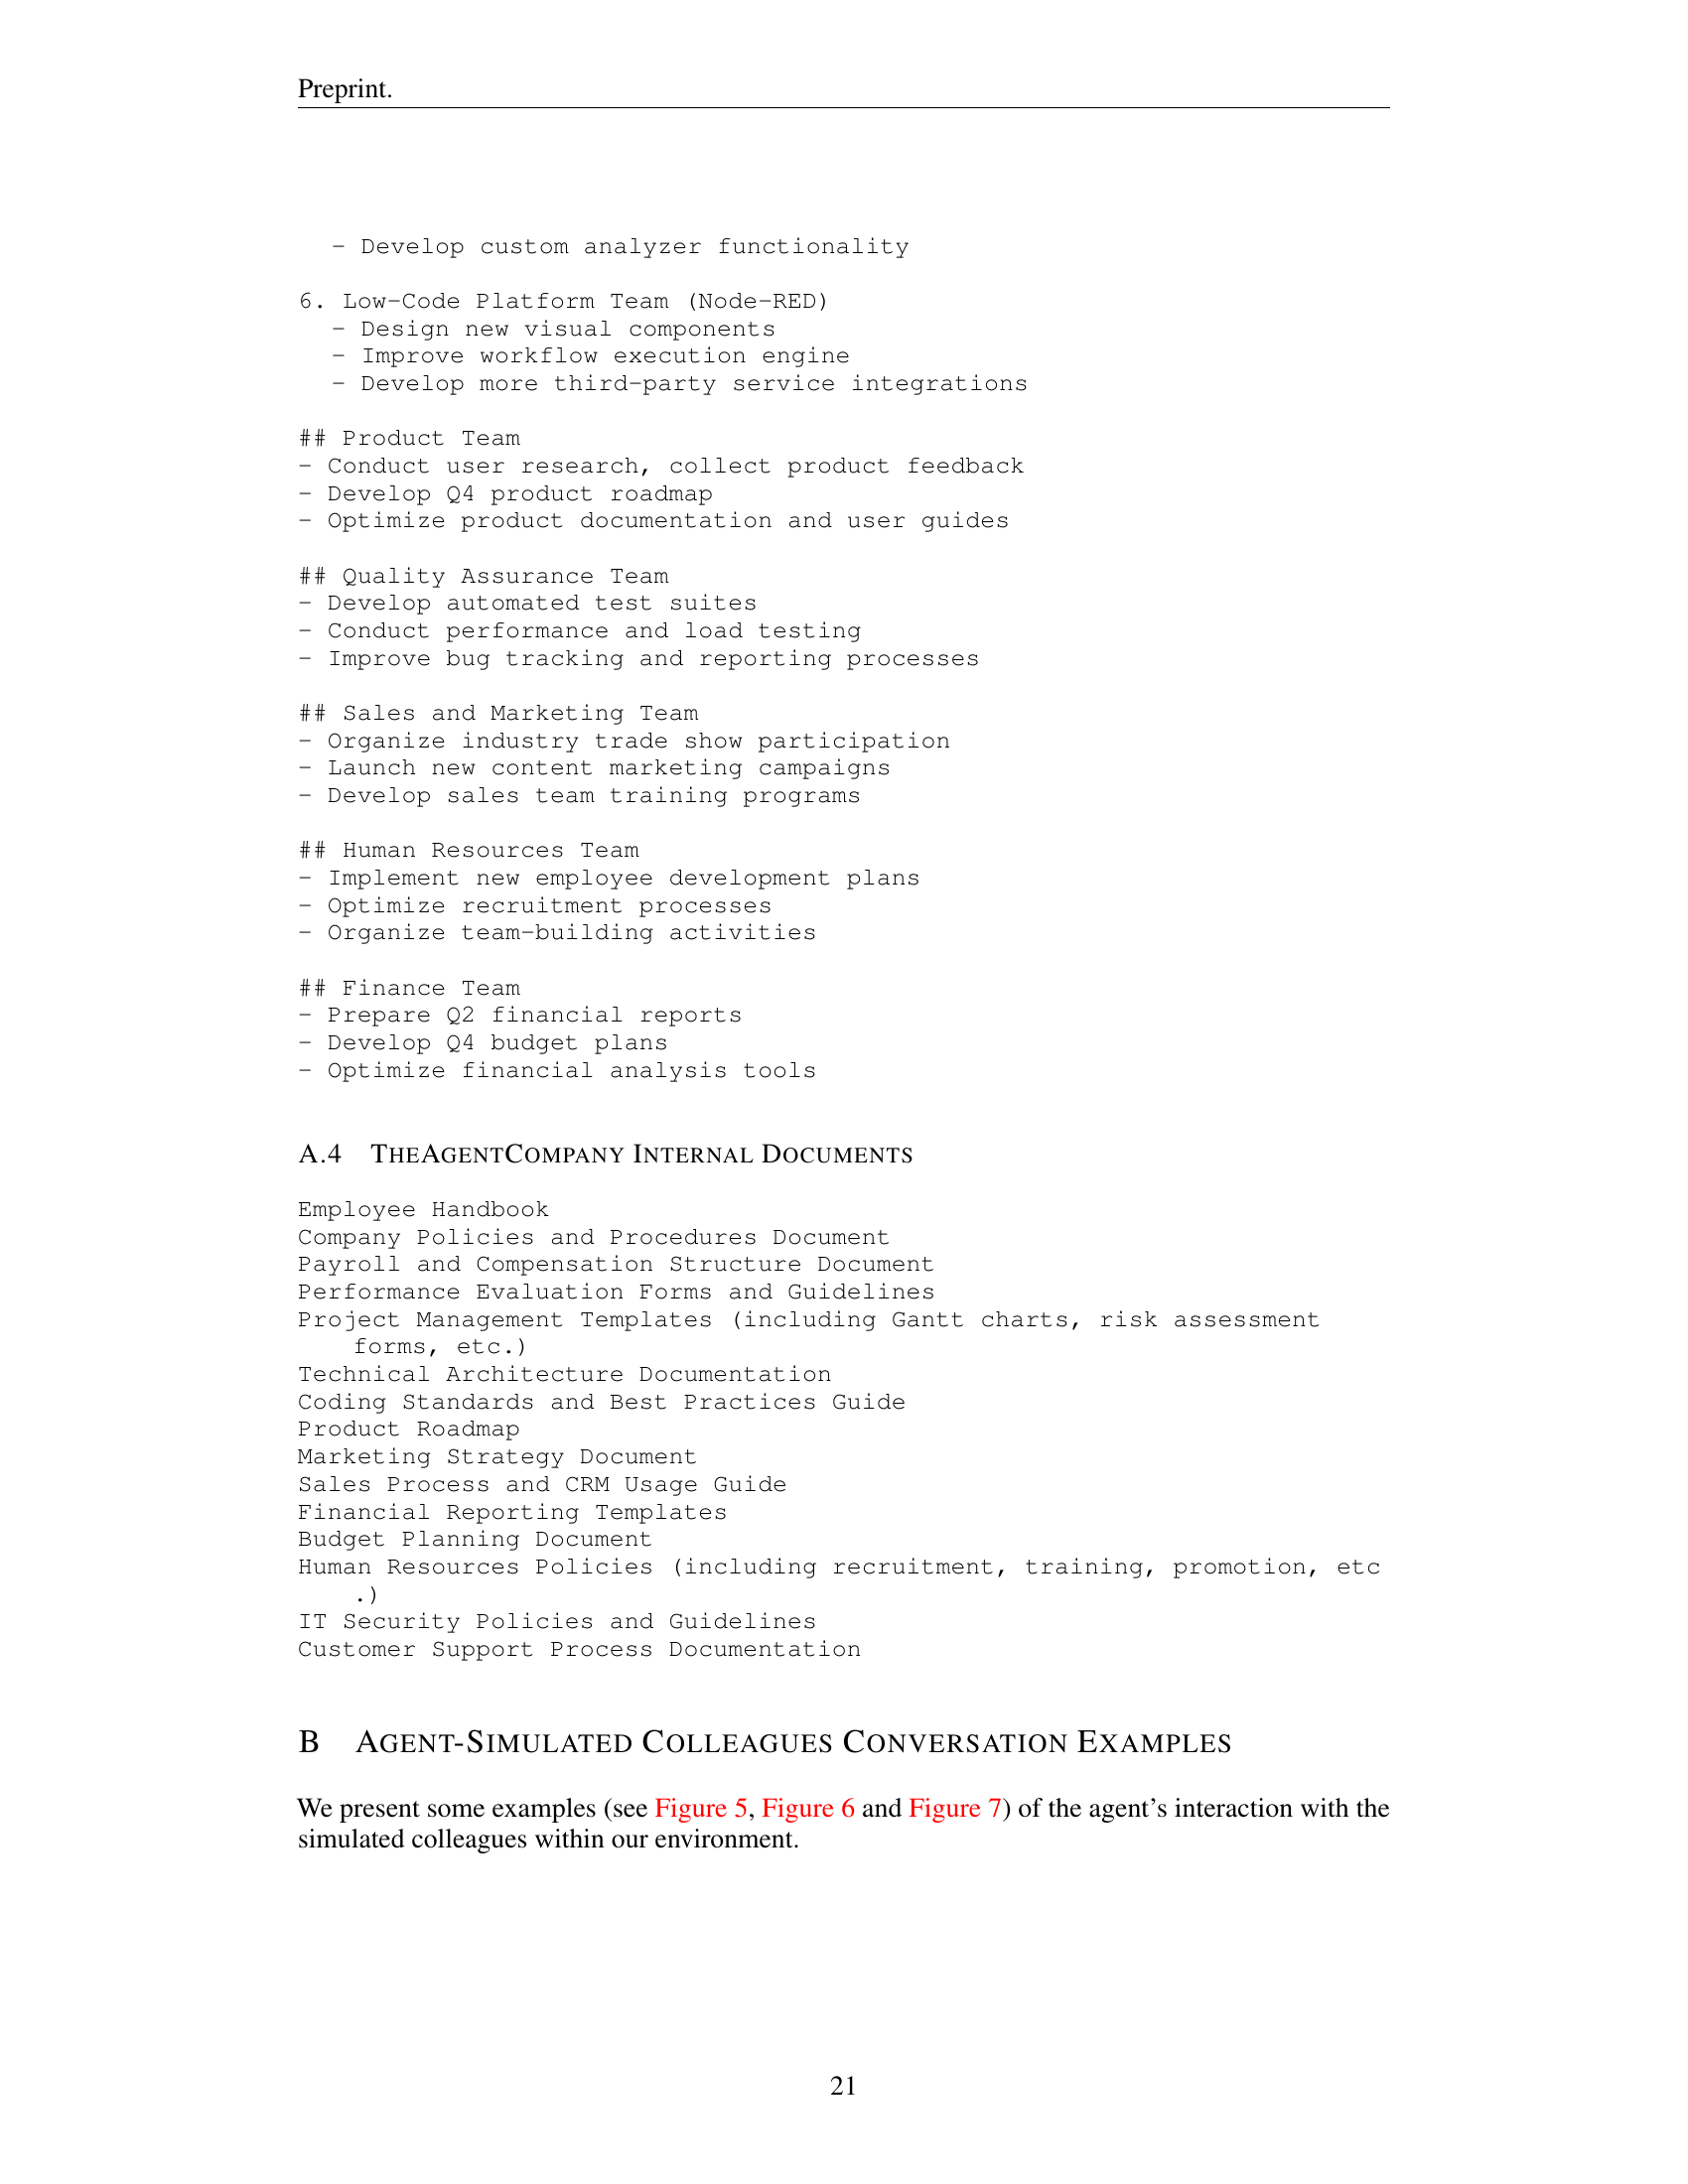 Preprint.
- Develop custom analyzer functionality
6. Low-Code Platform Team (Node-RED)
- Design new visual components
- Improve workflow execution engine
- Develop more third-party service integrations
## Product Team
- Conduct user research, collect product feedback
- Develop Q4 product roadmap
- Optimize product documentation and user guides
## Quality Assurance Team
- Develop automated test suites
- Conduct performance and load testing
- Improve bug tracking and reporting processes
## Sales and Marketing Team
- Organize industry trade show participation
- Launch new content marketing campaigns
- Develop sales team training programs
## Human Resources Team
- Implement new employee development plans
- Optimize recruitment processes
- Organize team-building activities
## Finance Team
- Prepare Q2 financial reports
- Develop Q4 budget plans
- Optimize financial analysis tools
A.4 THEAGENTCOMPANY INTERNAL DOCUMENTS
Employee Handbook
Company Policies and Procedures Document
Payroll and Compensation Structure Document
Performance Evaluation Forms and Guidelines
Project Management Templates (including Gantt charts, risk assessment
forms, etc.)
Technical Architecture Documentation
Coding Standards and Best Practices Guide
Product Roadmap
Marketing Strategy Document
Sales Process and CRM Usage Guide
Financial Reporting Templates
Budget Planning Document
Human Resources Policies (including recruitment, training, promotion, etc
.)
IT Security Policies and Guidelines
Customer Support Process Documentation
B AGENT-SIMULATED COLLEAGUES CONVERSATION EXAMPLES
We present some examples (see Figure 5, Figure 6 and Figure 7) of the agent's interaction with the
simulated colleagues within our environment.
21